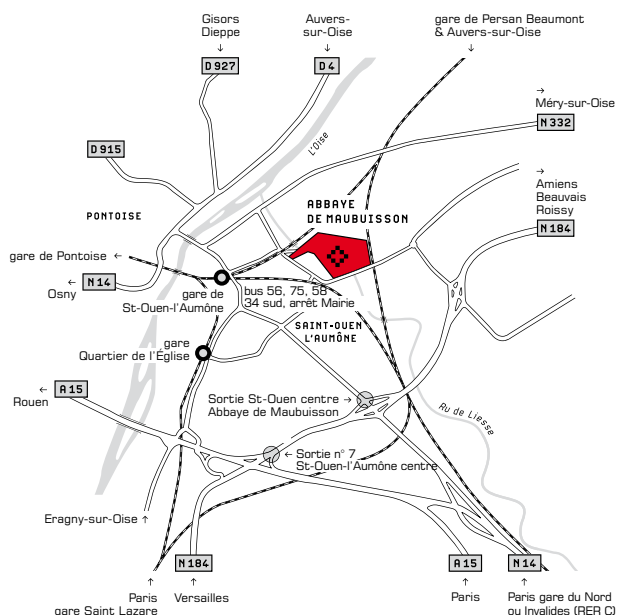 Gisors
Dieppe
↑
D 927
Auvers-
sur-Oise
↑
D 4
gare de Persan Beaumont
& Auvers-sur-Oise
↑
→
Méry-sur-Oise
N 332
L'Oise
D 915
→
Amiens
Beauvais
Roissy
N 184
PONTOISE
ABBAYE
DE MAUBUISSON
gare de Pontoise ←
←
Osny
N 14
gare de
St-Ouen-l'Aumône
bus 56, 75, 58
34 sud, arrêt Mairie
SAINT-OUEN
L'AUMÔNE
gare
Quartier de l'Église
←
Rouen
A 15
Sortie St-Ouen centre →
Abbaye de Maubuisson
Ru de Liesse
← Sortie n° 7
St-Ouen-l'Aumône centre
Eragny-sur-Oise ↑
N 184
A 15
N 14
↑
Paris
gare Saint Lazare
↑
Versailles
↑
Paris
↑
Paris gare du Nord
ou Invalides (RER C)